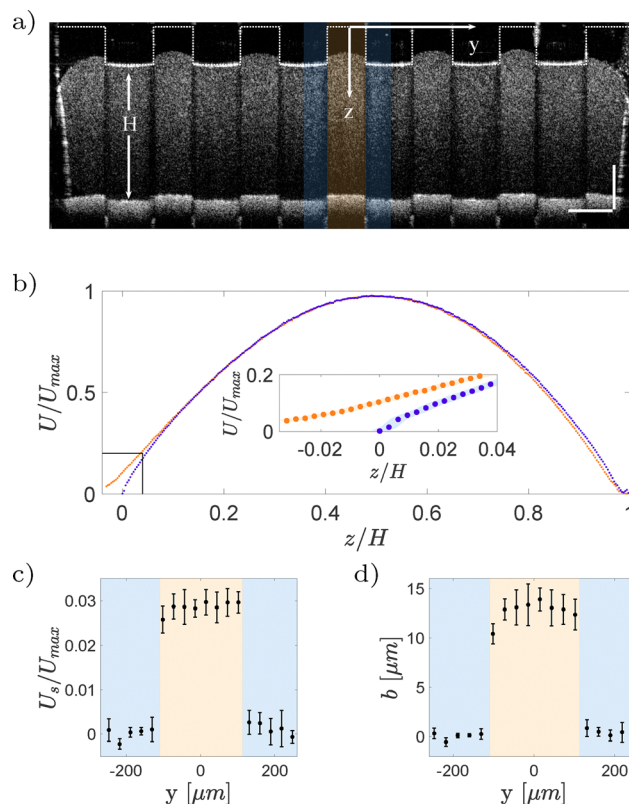 a)
y
z
H
b)
1
0.5
0
U/U_max
0.2
0
U/U_max
-0.02 0 0.02 0.04
z/H
0 0.2 0.4 0.6 0.8 1
z/H
c)
0.03
0.02
0.01
0
U_s/U_max
-200 0 200
y [μm]
d)
15
10
5
0
b [μm]
-200 0 200
y [μm]